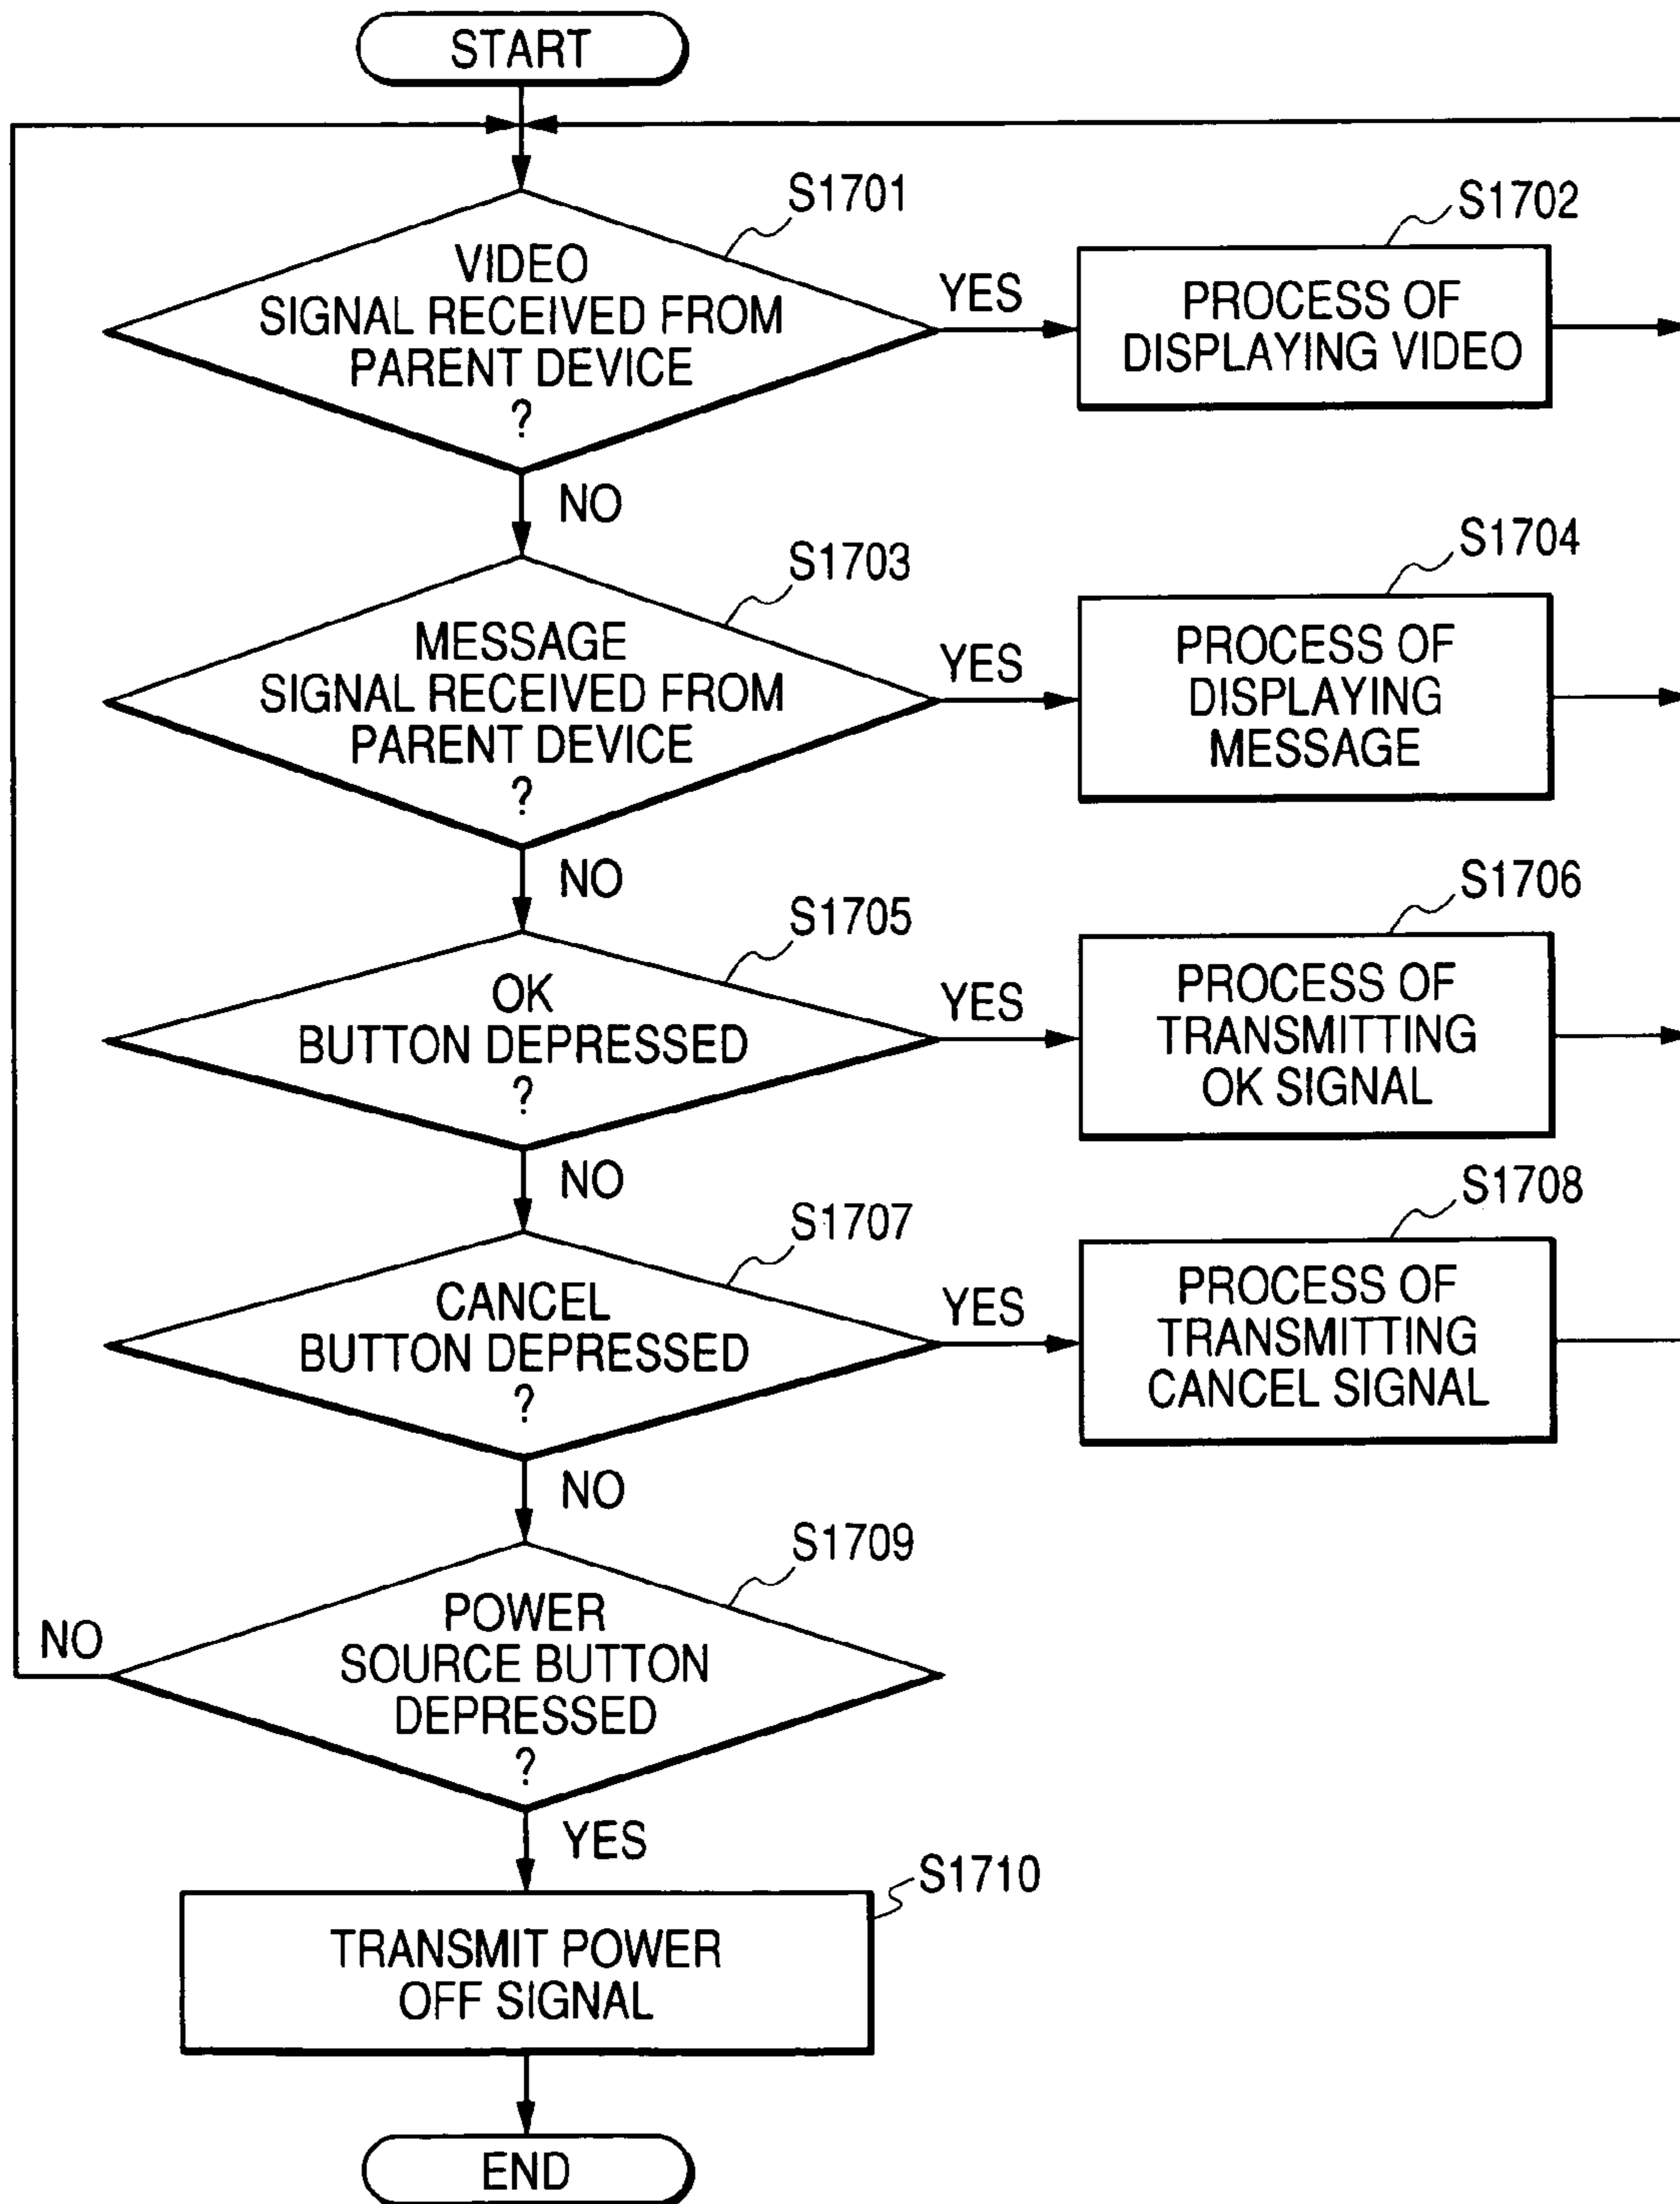 START
S1701
VIDEO
SIGNAL RECEIVED FROM
PARENT DEVICE
?
YES
S1702
PROCESS OF
DISPLAYING VIDEO
NO
S1703
MESSAGE
SIGNAL RECEIVED FROM
PARENT DEVICE
?
YES
S1704
PROCESS OF
DISPLAYING
MESSAGE
NO
S1705
OK
BUTTON DEPRESSED
?
YES
S1706
PROCESS OF
TRANSMITTING
OK SIGNAL
NO
S1707
CANCEL
BUTTON DEPRESSED
?
YES
S1708
PROCESS OF
TRANSMITTING
CANCEL SIGNAL
NO
S1709
POWER
SOURCE BUTTON
DEPRESSED
?
NO
YES
S1710
TRANSMIT POWER
OFF SIGNAL
END